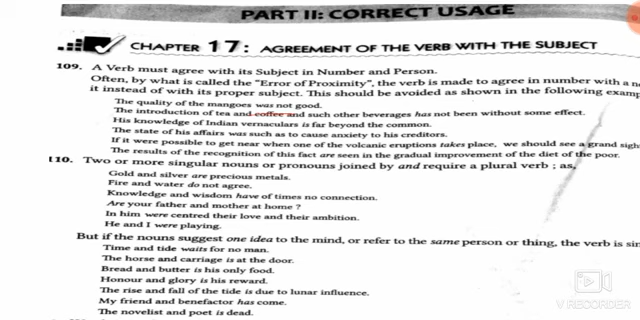 PART II: CORRECT USAGE
CHAPTER 17: AGREEMENT OF THE VERB WITH THE SUBJECT
109. A Verb must agree with its Subject in Number and Person.
Often, by what is called the "Error of Proximity", the verb is made to agree in number with a
it instead of with its proper subject. This should be avoided as shown in the following
The quality of the mangoes was not good.
The introduction of tea and coffee and such other beverages has not been without some effect.
His knowledge of Indian vernaculars is far beyond the common.
The state of his affairs was such as to cause anxiety to his creditors.
If it were possible to get near when one of the volcanic eruptions takes place, we should see a grand
The results of the recognition of this fact are seen in the gradual improvement of the diet of the poor.
110. Two or more singular nouns or pronouns joined by and require a plural verb ; as,
Gold and silver are precious metals.
Fire and water do not agree.
Knowledge and wisdom have of times no connection.
Are your father and mother at home ?
In him were centred their love and their ambition.
He and I were playing.
But if the nouns suggest one idea to the mind, or refer to the same person or thing, the verb is
Time and tide waits for no man.
The horse and carriage is at the door.
Bread and butter is his only food.
Honour and glory is his reward.
The rise and fall of the tide is due to lunar influence.
My friend and benefactor has come.
The novelist and poet is dead.
V RECORDER